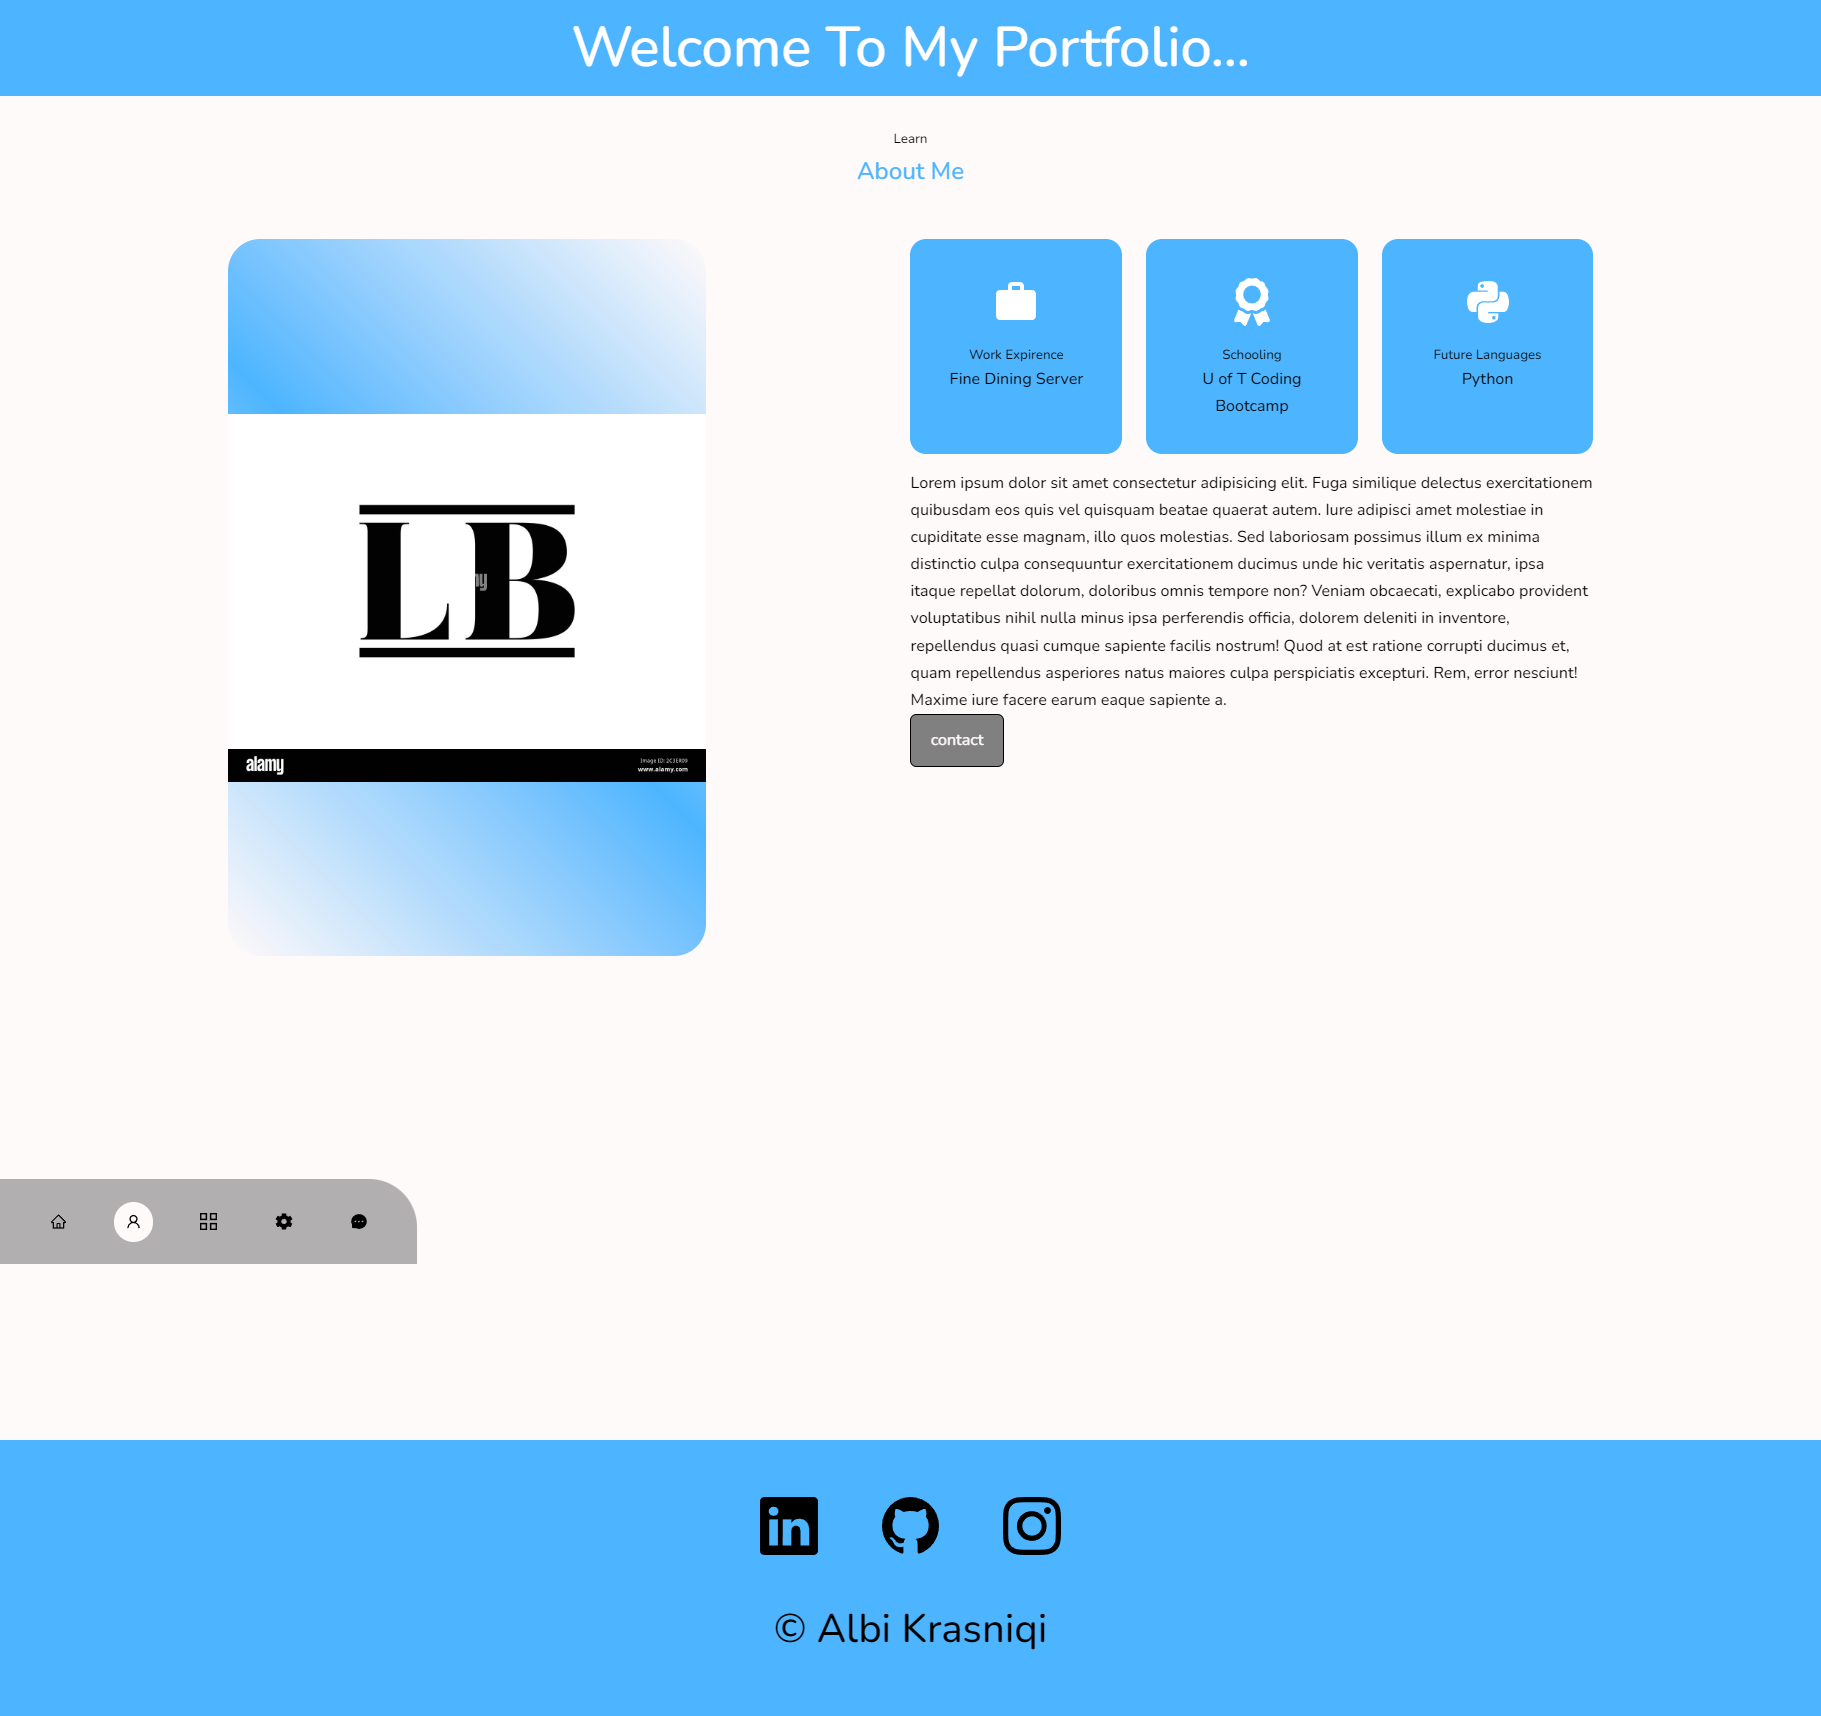 Welcome To My Portfolio...
Learn
About Me
LB
my
alamy
Image ID: 2C3ER09
www.alamy.com
Work Expirence
Fine Dining Server
Schooling
U of T Coding
Bootcamp
Future Languages
Python
Lorem ipsum dolor sit amet consectetur adipisicing elit. Fuga similique delectus exercitationem
quibusdam eos quis vel quisquam beatae quaerat autem. Iure adipisci amet molestiae in
cupiditate esse magnam, illo quos molestias. Sed laboriosam possimus illum ex minima
distinctio culpa consequuntur exercitationem ducimus unde hic veritatis aspernatur, ipsa
itaque repellat dolorum, doloribus omnis tempore non? Veniam obcaecati, explicabo provident
voluptatibus nihil nulla minus ipsa perferendis officia, dolorem deleniti in inventore,
repellendus quasi cumque sapiente facilis nostrum! Quod at est ratione corrupti ducimus et,
quam repellendus asperiores natus maiores culpa perspiciatis excepturi. Rem, error nesciunt!
Maxime iure facere earum eaque sapiente a.
contact
in
© Albi Krasniqi